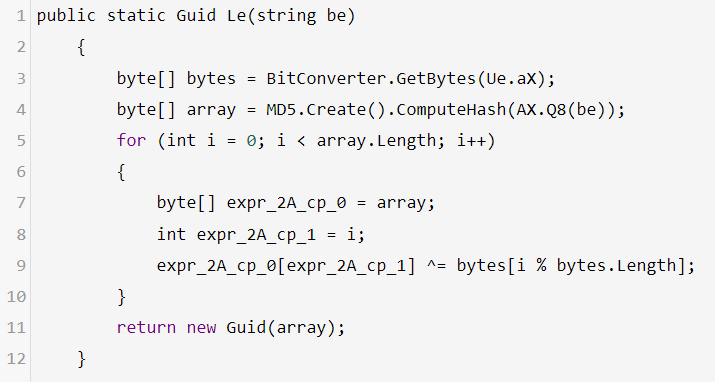 1 public static Guid Le(string be)
2 {
3 byte[] bytes = BitConverter.GetBytes(Ue.aX);
4 byte[] array = MD5.Create().ComputeHash(AX.Q8(be));
5 for (int i = 0; i < array.Length; i++)
6 {
7 byte[] expr_2A_cp_0 = array;
8 int expr_2A_cp_1 = i;
9 expr_2A_cp_0[expr_2A_cp_1] ^= bytes[i % bytes.Length];
10 }
11 return new Guid(array);
12 }